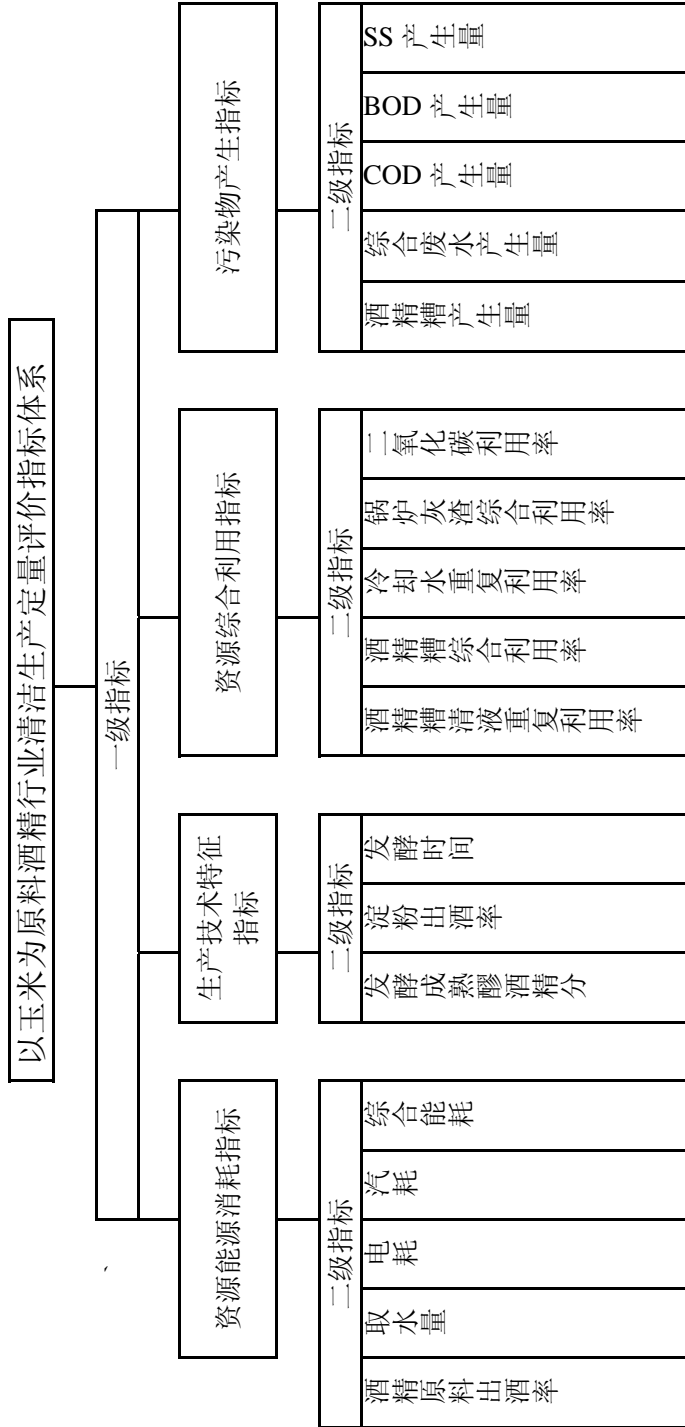 以玉米为原料酒精行业清洁生产定量评价指标体系
一级指标
资源能源消耗指标
二级指标
酒精原料出酒率
取水量
电耗
汽耗
综合能耗
生产技术特征
指标
二级指标
发酵成熟醪酒精分
淀粉出酒率
发酵时间
资源综合利用指标
二级指标
酒精糟清液重复利用率
酒精糟综合利用率
冷却水重复利用率
锅炉灰渣综合利用率
二氧化碳利用率
污染物产生指标
二级指标
酒精糟产生量
综合废水产生量
COD 产生量
BOD 产生量
SS 产生量